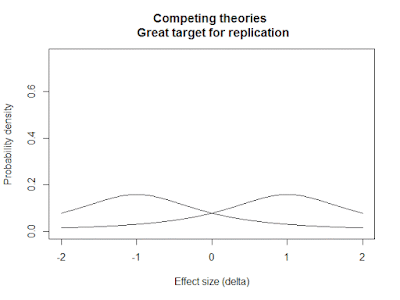 Competing theories
Great target for replication
Probability density
0.6
0.4
0.2
0.0
-2 -1 0 1 2
Effect size (delta)